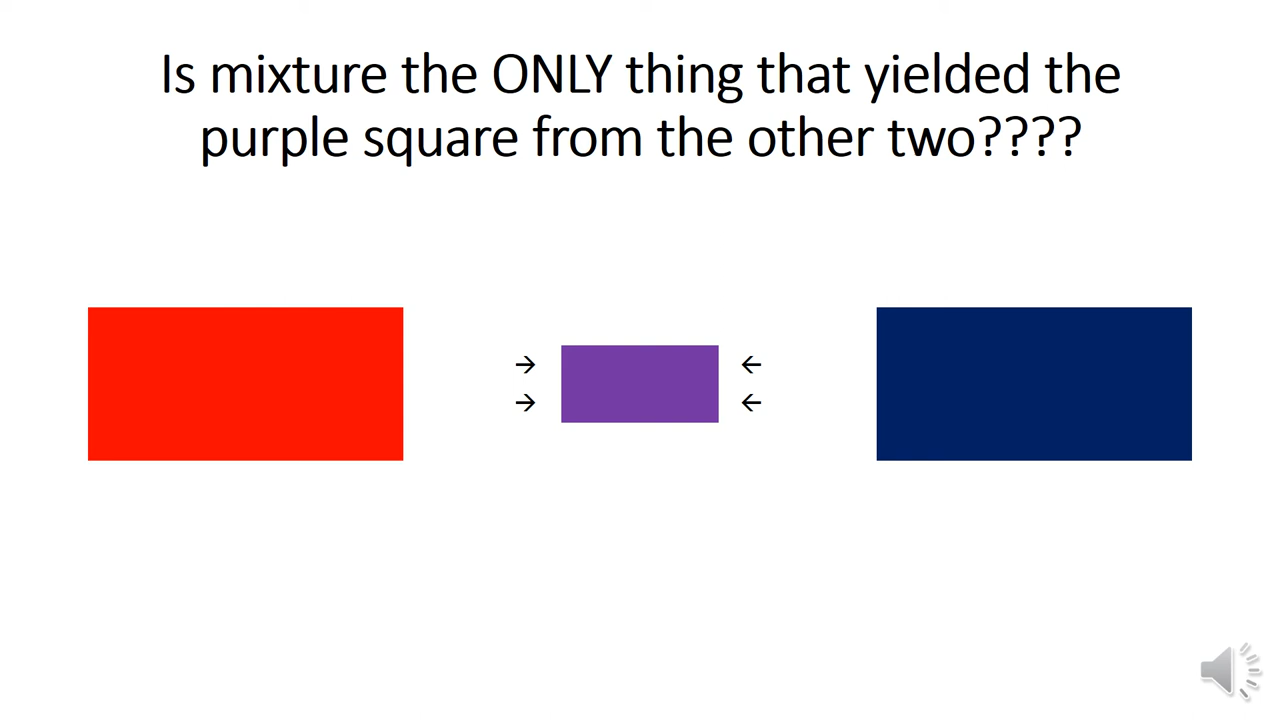 Is mixture the ONLY thing that yielded the
purple square from the other two????
→ ←
→ ←